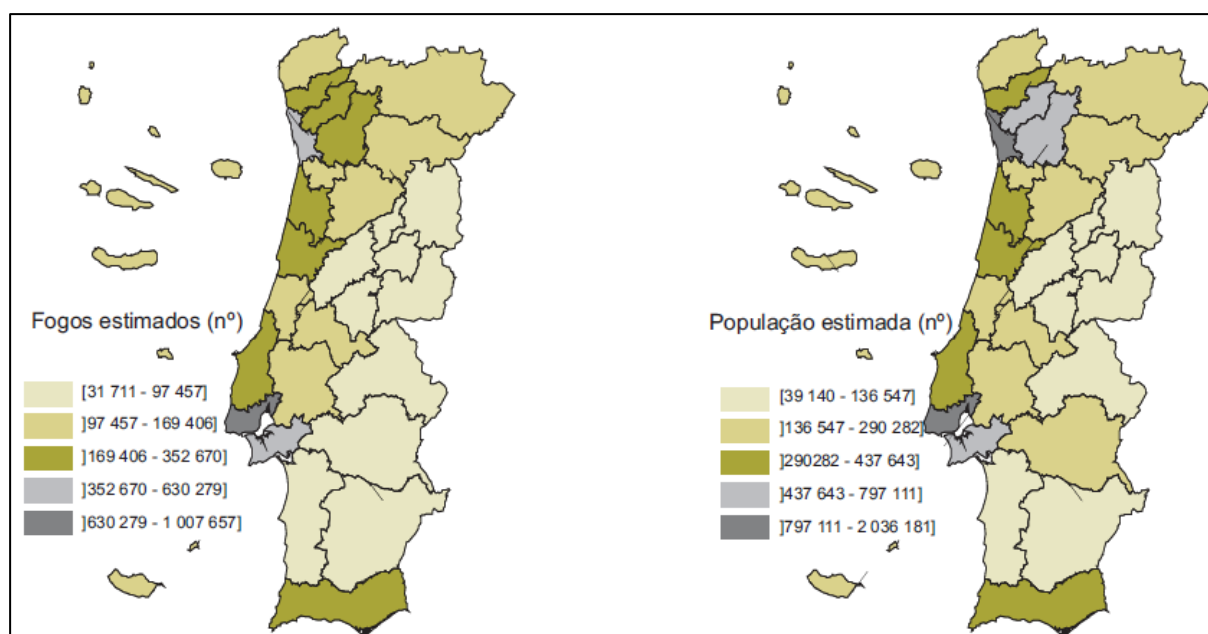 Fogos estimados (nº)
[31 711 - 97 457]
]97 457 - 169 406]
]169 406 - 352 670]
]352 670 - 630 279]
]630 279 - 1 007 657]
População estimada (nº)
[39 140 - 136 547]
]136 547 - 290 282]
]290282 - 437 643]
]437 643 - 797 111]
]797 111 - 2 036 181]